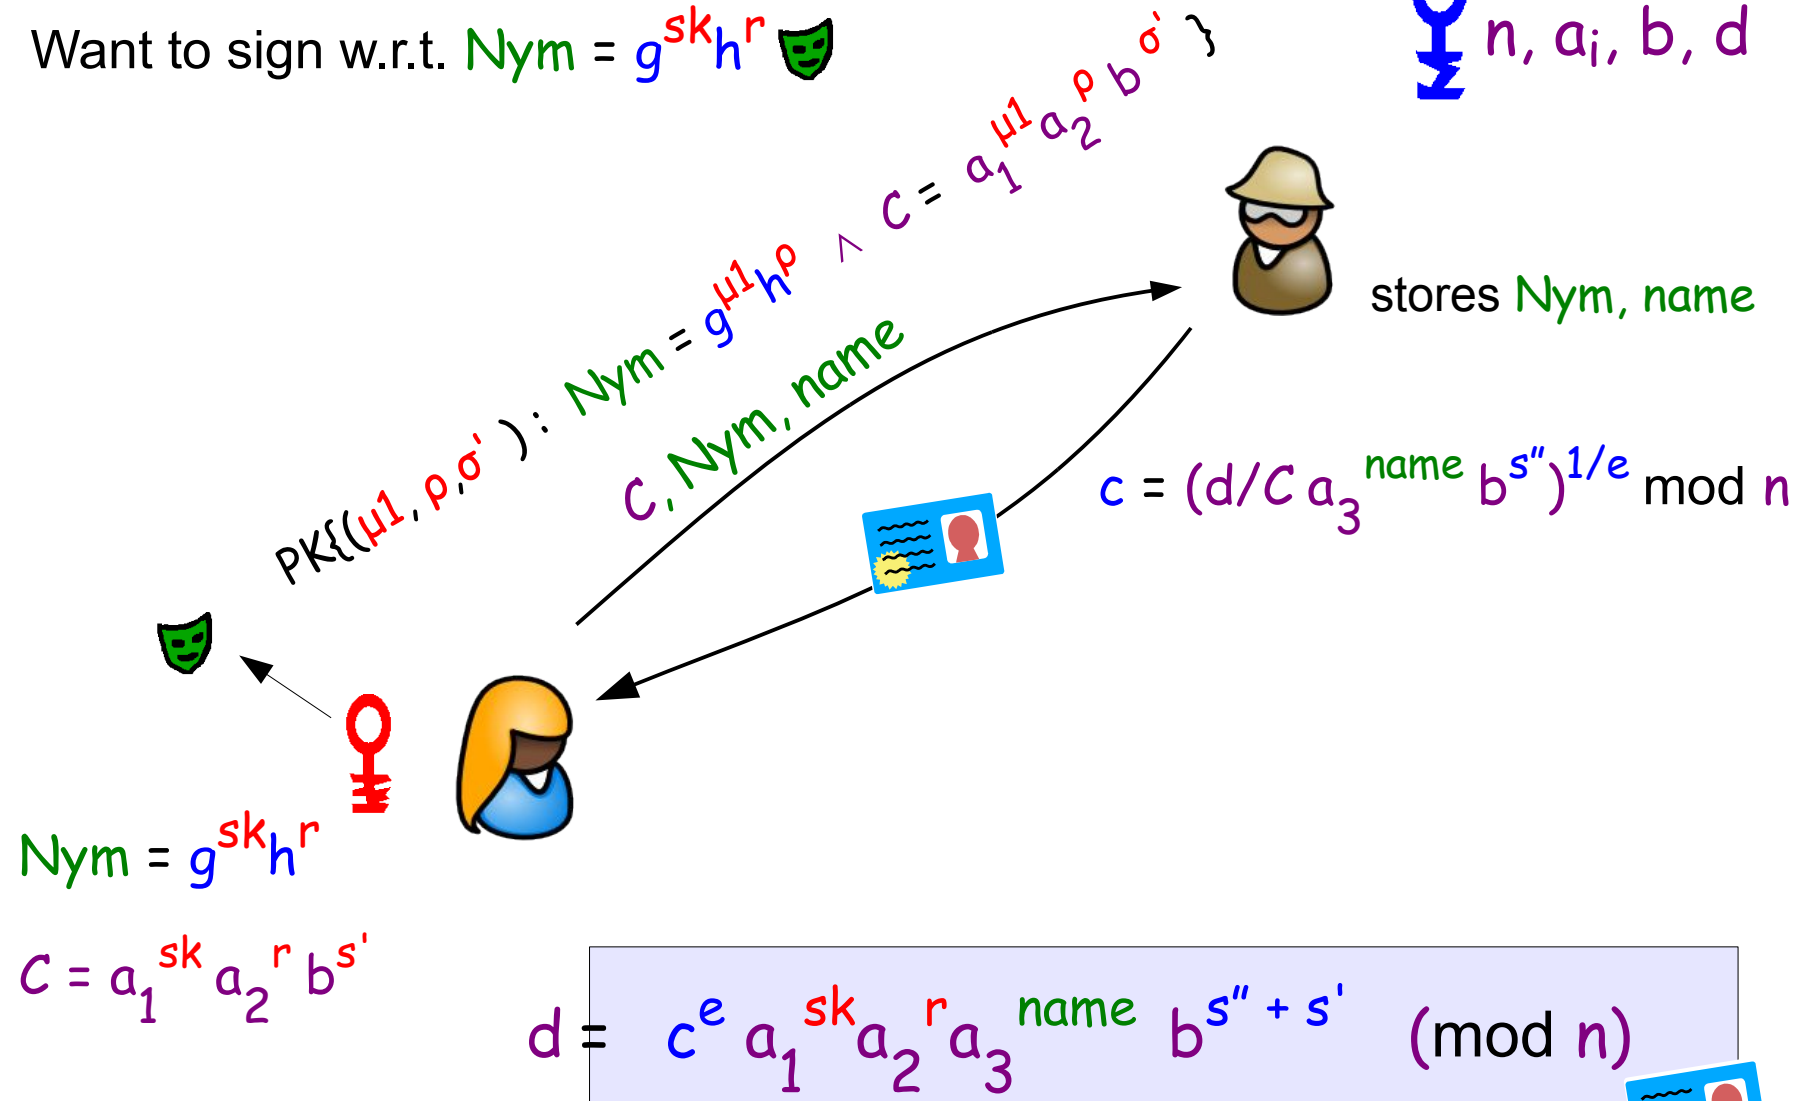 Want to sign w.r.t. Nym = g^sk h^r
n, a_i, b, d
PK{(μ1, ρ,σ' ) : Nym = g^μ1 h^ρ ∧ C = a_1^μ1 a_2^ρ b^σ' }
C, Nym, name
stores Nym, name
c = (d/C a_3^name b^s")^1/e mod n
Nym = g^sk h^r
C = a_1^sk a_2^r b^s'
d = c^e a_1^sk a_2^r a_3^name b^s" + s' (mod n)